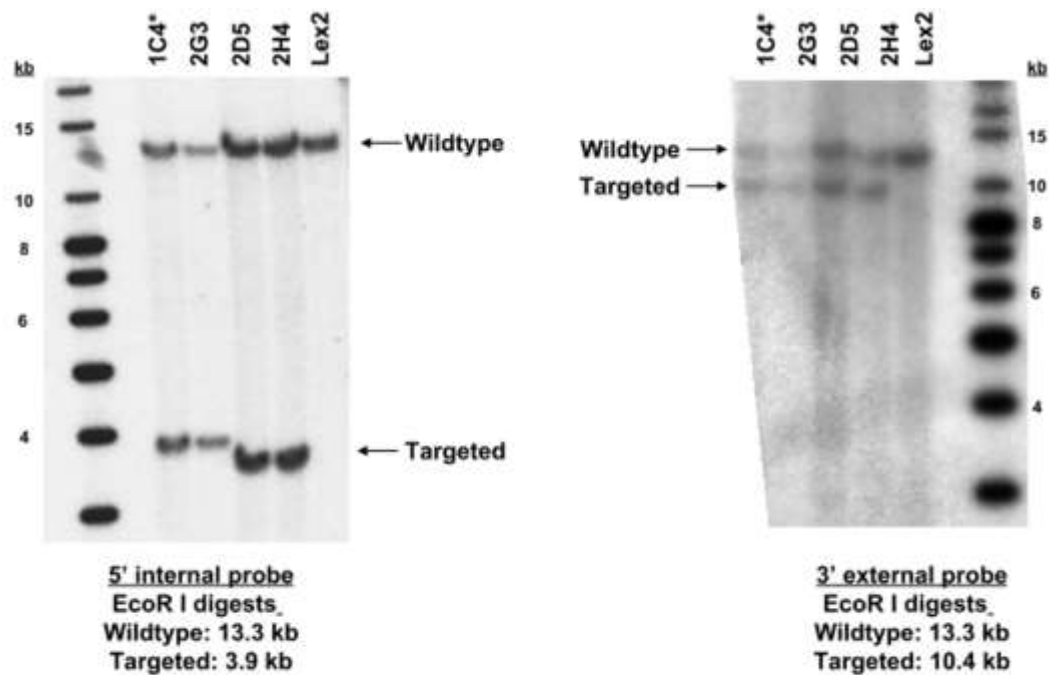 1C4* 2G3 2D5 2H4 Lex2
kb
15
10
8
6
4
Wildtype
Targeted
5' internal probe
EcoR I digests
Wildtype: 13.3 kb
Targeted: 3.9 kb
1C4* 2G3 2D5 2H4 Lex2
kb
15
10
8
6
4
Wildtype
Targeted
3' external probe
EcoR I digests
Wildtype: 13.3 kb
Targeted: 10.4 kb